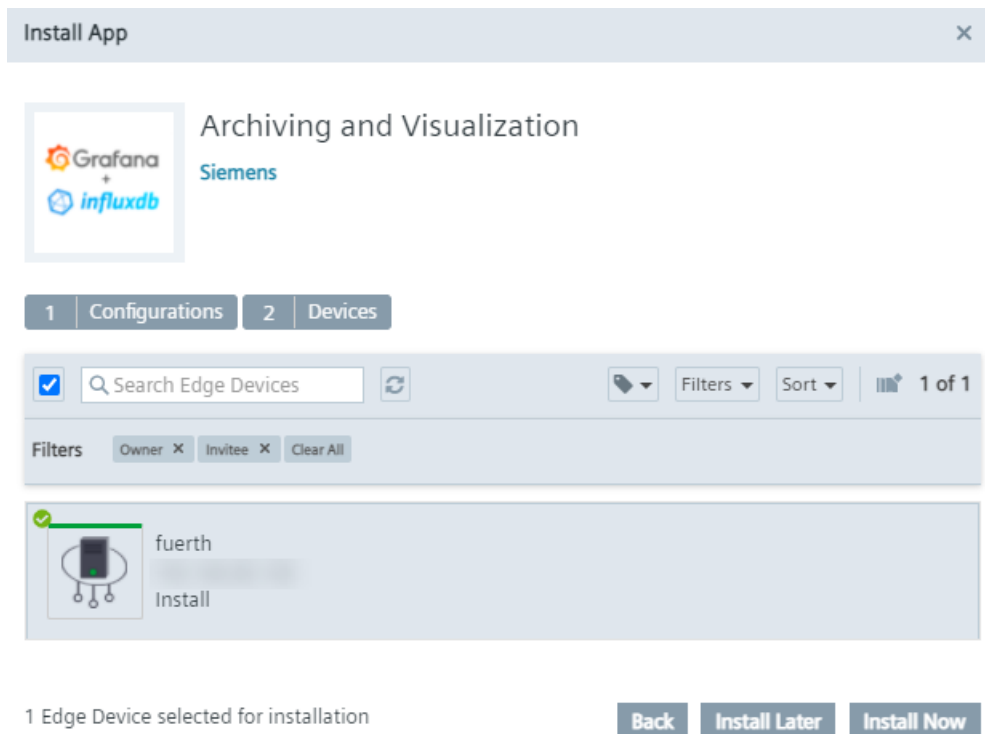 Install App
Archiving and Visualization
Grafana
+
influxdb
Siemens
1 Configurations 2 Devices
Search Edge Devices Filters Sort 1 of 1
Filters Owner Invitee Clear All
fuerth
Install
1 Edge Device selected for installation Back Install Later Install Now